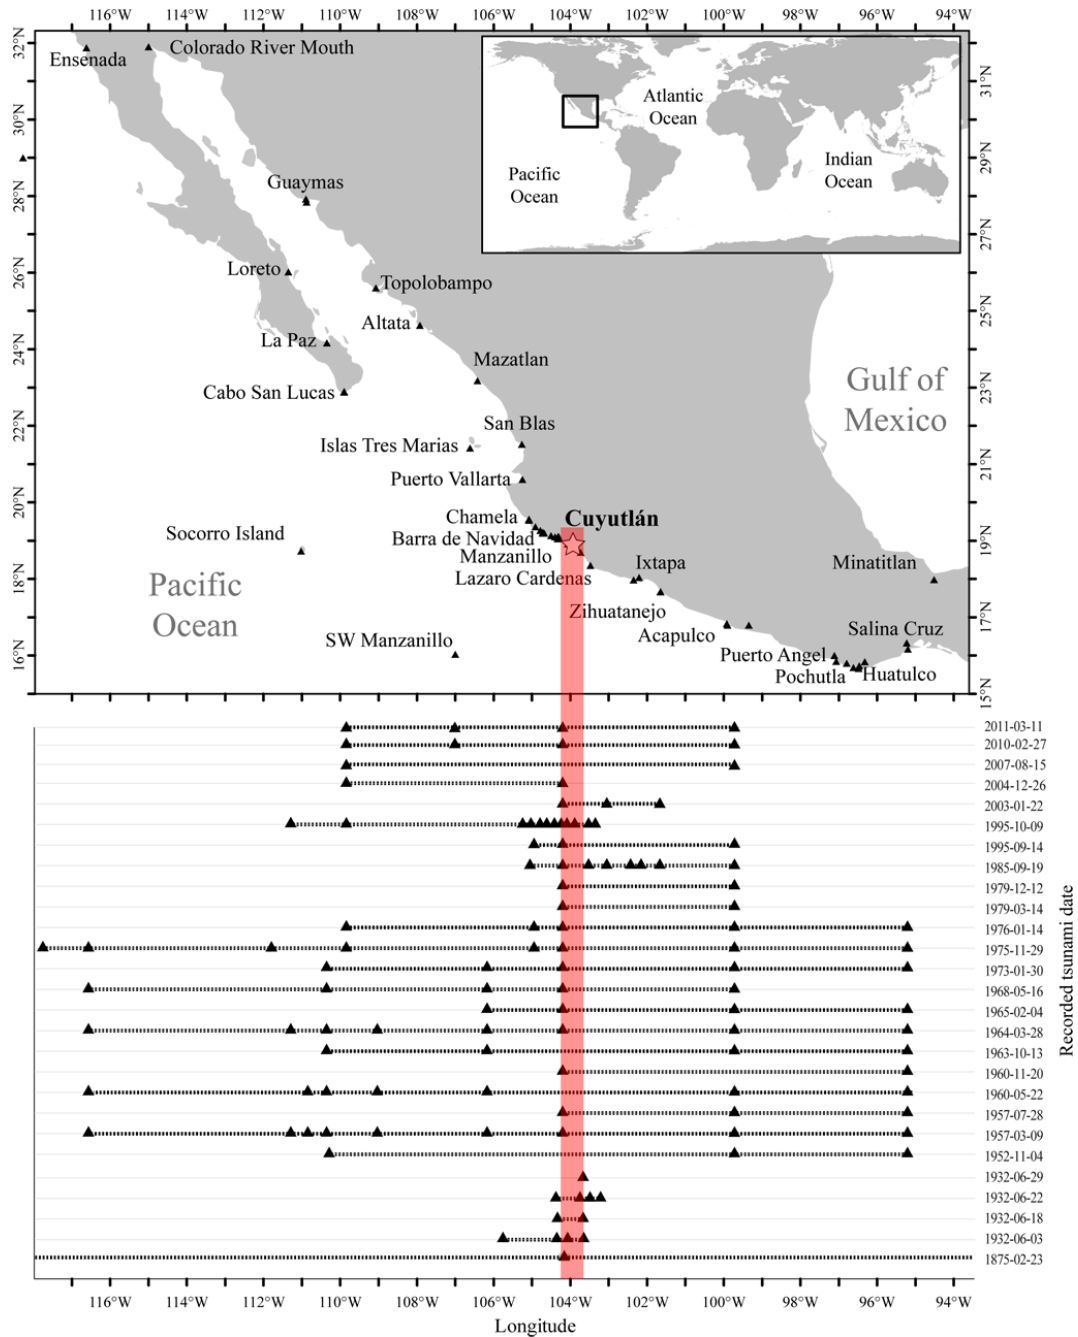 116°W 114°W 112°W 110°W 108°W 106°W 104°W 102°W 100°W 98°W 96°W 94°W
32°N
30°N
28°N
26°N
24°N
22°N
20°N
18°N
16°N
31°N
29°N
27°N
25°N
23°N
21°N
19°N
17°N
15°N
Ensenada
Colorado River Mouth
Atlantic
Ocean
Pacific
Ocean
Indian
Ocean
Guaymas
Loreto
Topolobampo
Altata
La Paz
Mazatlan
Cabo San Lucas
Gulf of
Mexico
San Blas
Islas Tres Marias
Puerto Vallarta
Chamela
Cuyutlán
Socorro Island
Barra de Navidad
Manzanillo
Ixtapa
Minatitlan
Lazaro Cardenas
Pacific
Ocean
Zihuatanejo
Acapulco
Salina Cruz
SW Manzanillo
Puerto Angel
Pochutla
Huatulco
2011-03-11
2010-02-27
2007-08-15
2004-12-26
2003-01-22
1995-10-09
1995-09-14
1985-09-19
1979-12-12
1979-03-14
1976-01-14
1975-11-29
1973-01-30
1968-05-16
1965-02-04
1964-03-28
1963-10-13
1960-11-20
1960-05-22
1957-07-28
1957-03-09
1952-11-04
1932-06-29
1932-06-22
1932-06-18
1932-06-03
1875-02-23
Recorded tsunami date
116°W 114°W 112°W 110°W 108°W 106°W 104°W 102°W 100°W 98°W 96°W 94°W
Longitude